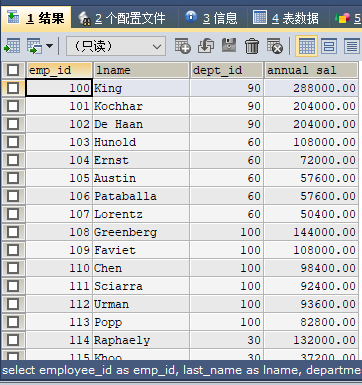 1 结果 2 个配置文件 3 信息 4 表数据 5
（只读）
emp_id lname dept_id annual sal
100 King 90 288000.00
101 Kochhar 90 204000.00
102 De Haan 90 204000.00
103 Hunold 60 108000.00
104 Ernst 60 72000.00
105 Austin 60 57600.00
106 Pataballa 60 57600.00
107 Lorentz 60 50400.00
108 Greenberg 100 144000.00
109 Faviet 100 108000.00
110 Chen 100 98400.00
111 Sciarra 100 92400.00
112 Urman 100 93600.00
113 Popp 100 82800.00
114 Raphaely 30 132000.00
115 Khoo 30 37200.00
select employee_id as emp_id, last_name as lname, departme